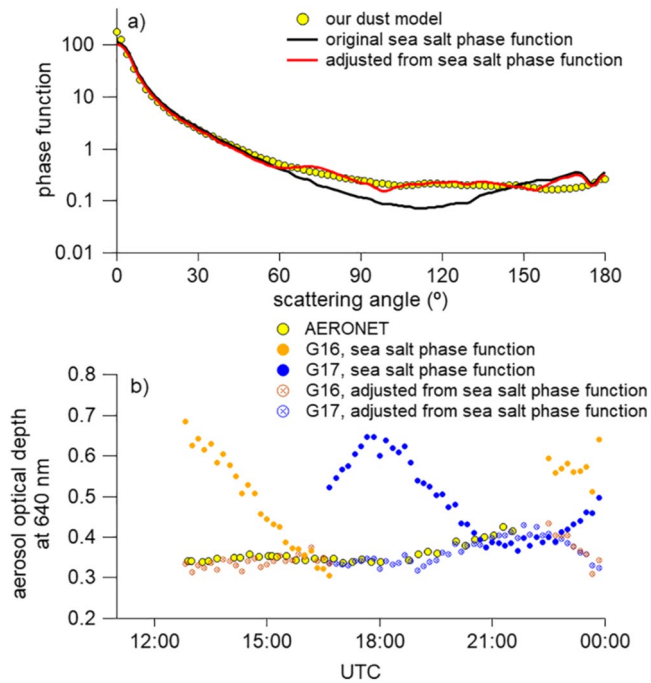 a)
our dust model
original sea salt phase function
adjusted from sea salt phase function
phase function
100
10
1
0.1
0.01
0 30 60 90 120 150 180
scattering angle (º)
AERONET
G16, sea salt phase function
G17, sea salt phase function
G16, adjusted from sea salt phase function
G17, adjusted from sea salt phase function
b)
aerosol optical depth
at 640 nm
0.8
0.7
0.6
0.5
0.4
0.3
0.2
12:00 15:00 18:00 21:00 00:00
UTC